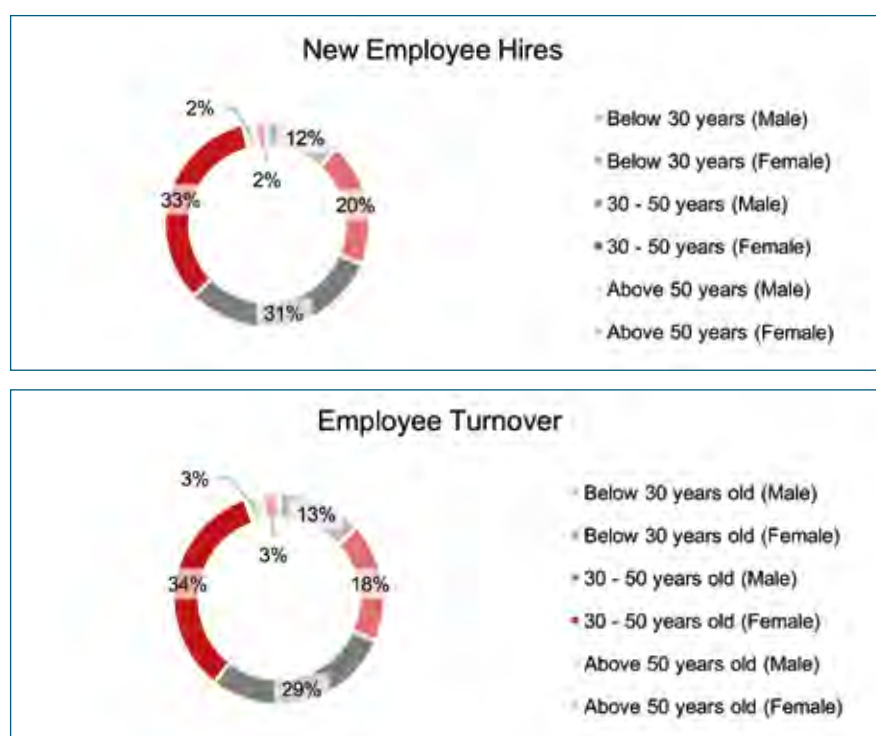 New Employee Hires
2%
12%
2%
33%
20%
31%
Below 30 years (Male)
Below 30 years (Female)
30 - 50 years (Male)
30 - 50 years (Female)
Above 50 years (Male)
Above 50 years (Female)
Employee Turnover
3%
13%
3%
34%
18%
29%
Below 30 years old (Male)
Below 30 years old (Female)
30 - 50 years old (Male)
30 - 50 years old (Female)
Above 50 years old (Male)
Above 50 years old (Female)